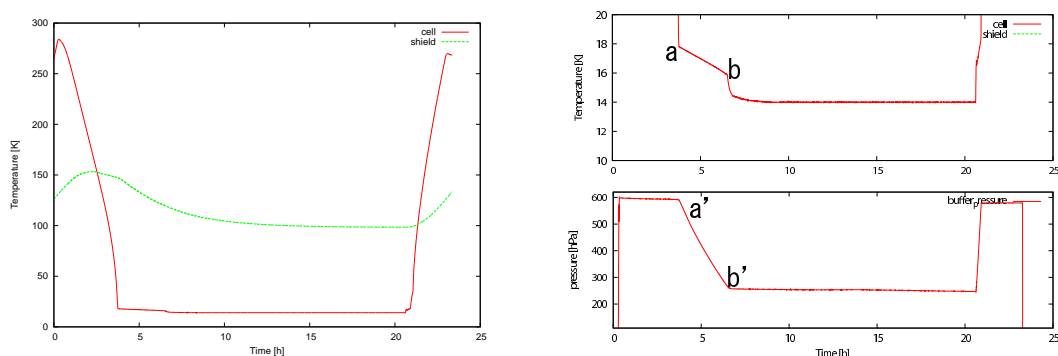 300
250
200
150
100
50
0
0 5 10 15 20 25
Temperature [K]
Time [h]
cell
shield
20
18
16
14
12
10
0 5 10 15 20 25
Temperature [K]
cell
shield
a
b
600
500
400
300
200
0 5 10 15 20 25
pressure [hPa]
Time [h]
buffer_pressure
a'
b'